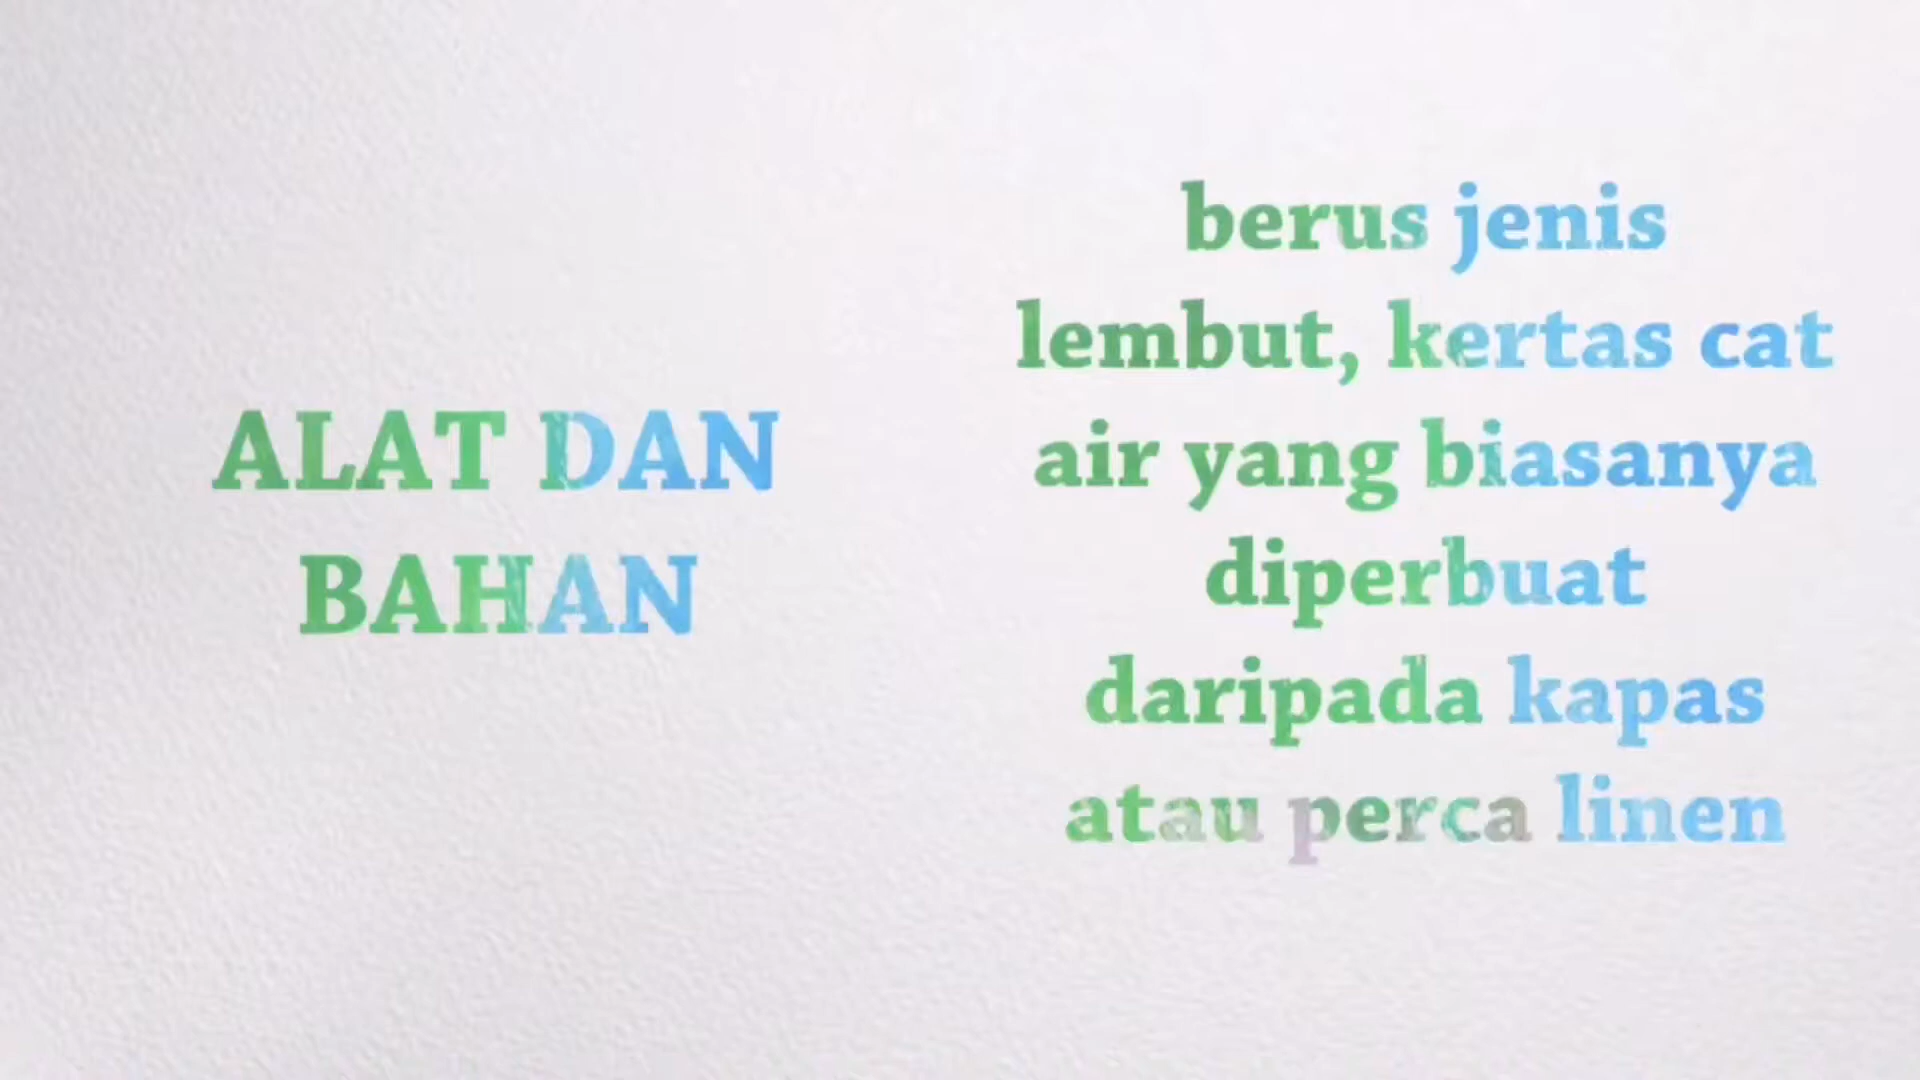 ALAT DAN
BAHAN
berus jenis
lembut, kertas cat
air yang biasanya
diperbuat
daripada kapas
atau perca linen